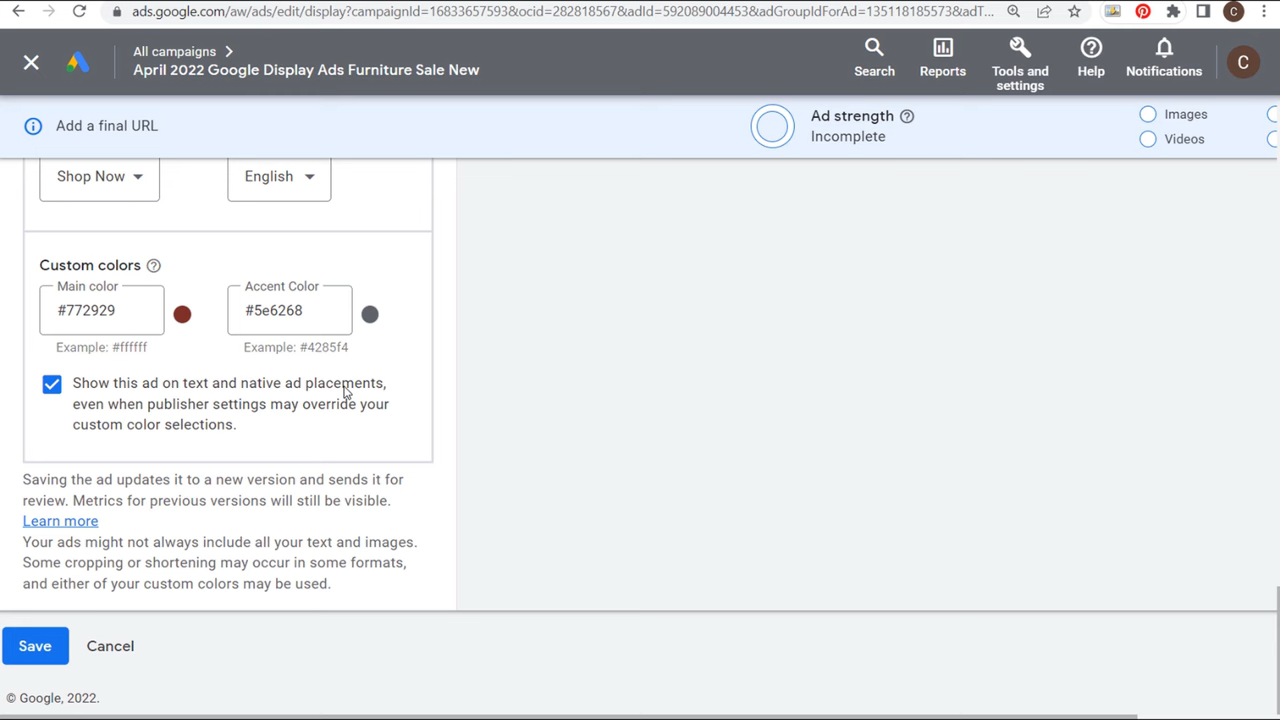 ads.google.com/aw/ads/edit/display?campaignId=16833657593&ocid=282818567&adId=592089004453&adGroupIdForAd=135118185573&adT...
C
All campaigns
April 2022 Google Display Ads Furniture Sale New
Search
Reports
Tools and settings
Help
Notifications
C
Add a final URL
Ad strength
Incomplete
Images
Videos
Shop Now
English
Custom colors
Main color
#772929
Example: #ffffff
Accent Color
#5e6268
Example: #4285f4
Show this ad on text and native ad placements,
even when publisher settings may override your
custom color selections.
Saving the ad updates it to a new version and sends it for
review. Metrics for previous versions will still be visible.
Learn more
Your ads might not always include all your text and images.
Some cropping or shortening may occur in some formats,
and either of your custom colors may be used.
Save
Cancel
© Google, 2022.